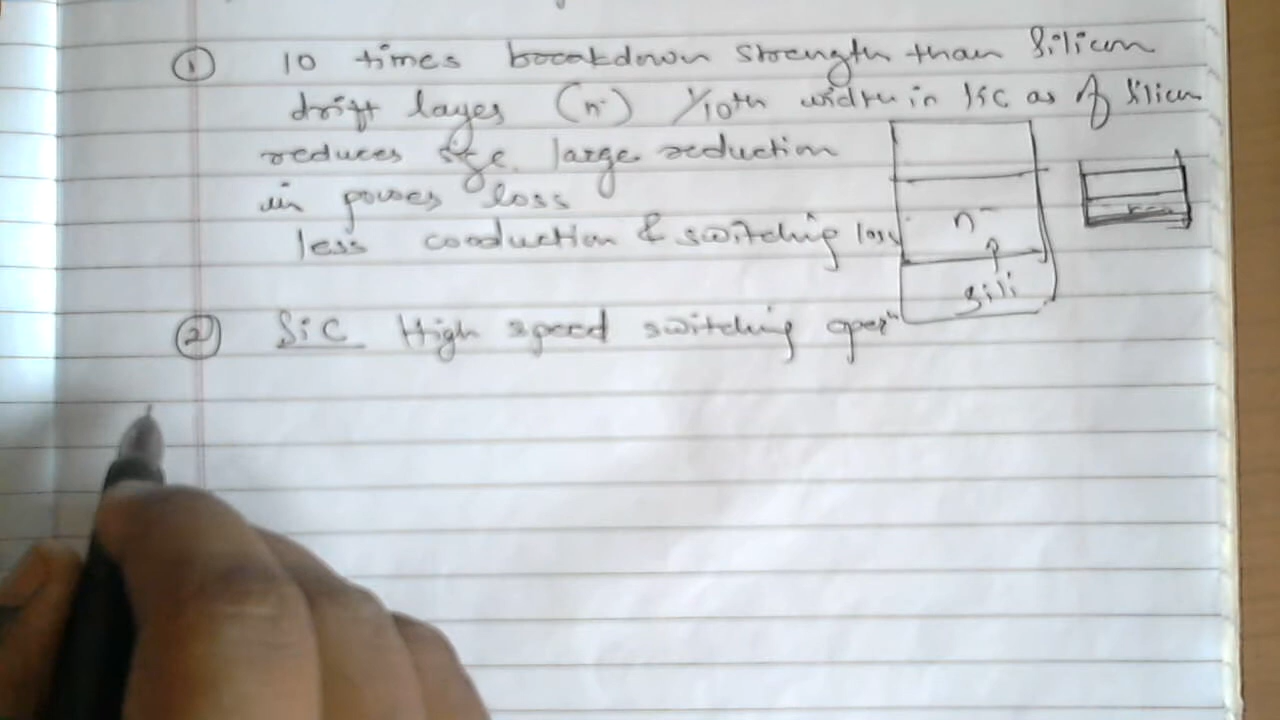 ① 10 times breakdown strength than Silicon
drift layer (n⁻) 1/10th width in SiC as of Silicon
reduces size large reduction
in power loss
less conduction & switching loss
n⁻
Sili
② SiC High speed switching operⁿ